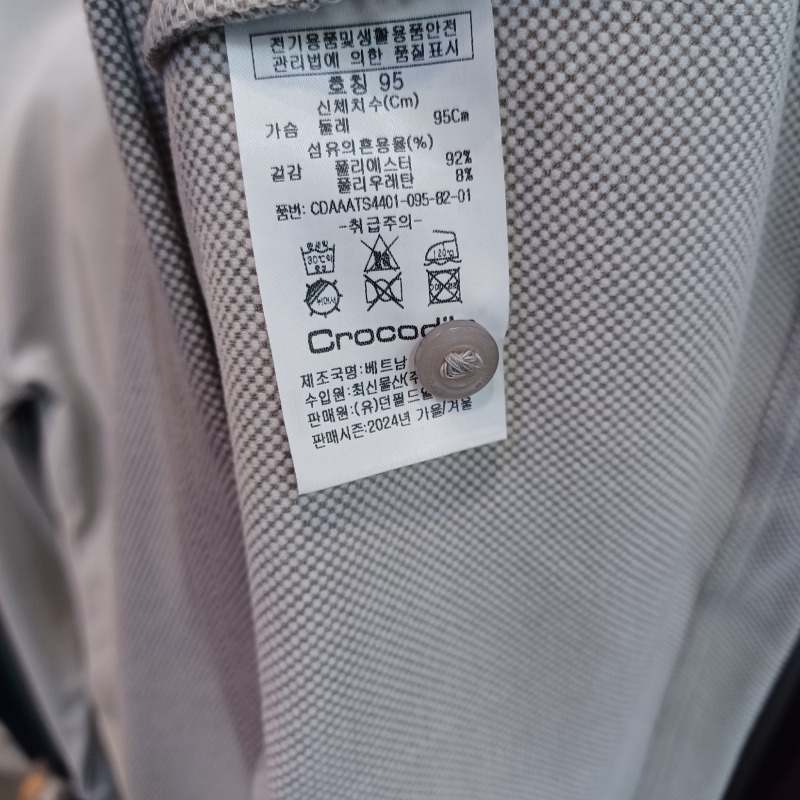 전기용품및생활용품안전
관리법에 의한 품질표시
호칭 95
신체치수(Cm)
가슴 둘레 95Cm
섬유의혼용율(%)
겉감 폴리에스터 92%
폴리우레탄 8%
품번: CDAAATS4401-095-82-01
-취급주의-
30℃
120℃
Crocodile
제조국명:베트남
수입원:최신물산(주
판매원:(유)던필드
판매시즌:2024년 가을/겨울